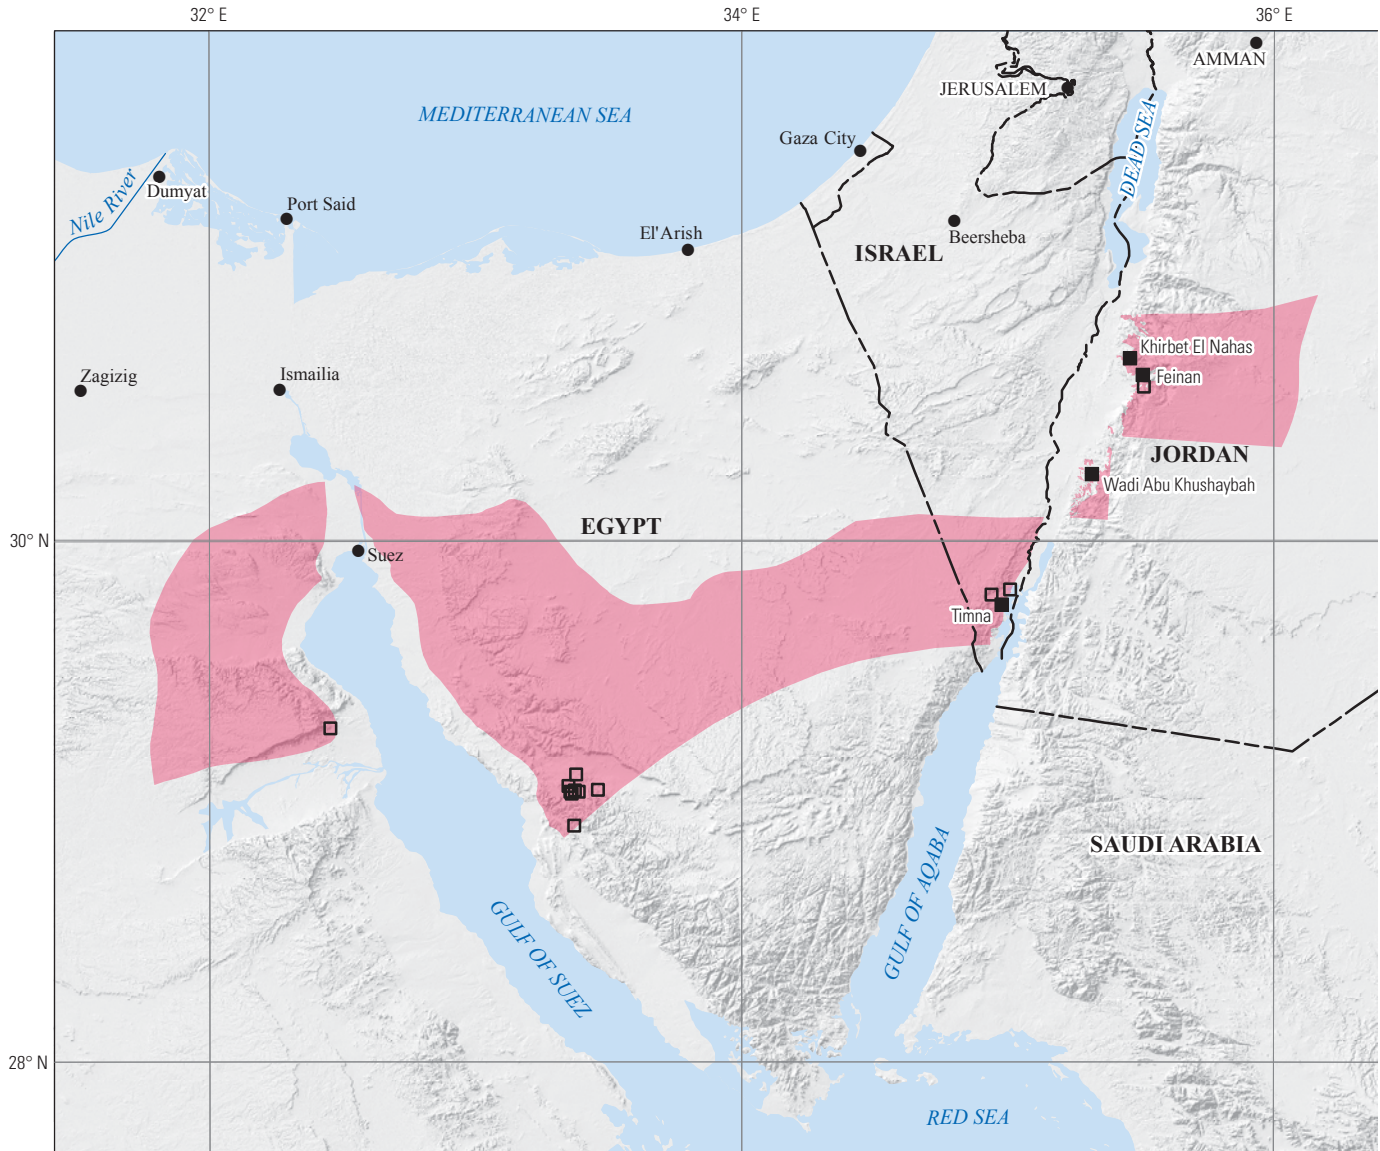 32° E
34 °E
36 °E
AMMAN
JERUSALEM
MEDITERRANEAN SEA
Gaza City
DEAD SEA
Nile River
Dumyat
Port Said
El'Arish
Beersheba
ISRAEL
Khirbet El Nahas
Zagizig
Ismailia
Feinan
JORDAN
Wadi Abu Khushaybah
EGYPT
30° N
Suez
Timna
SAUDI ARABIA
GULF OF AQABA
GULF OF SUEZ
28° N
RED SEA